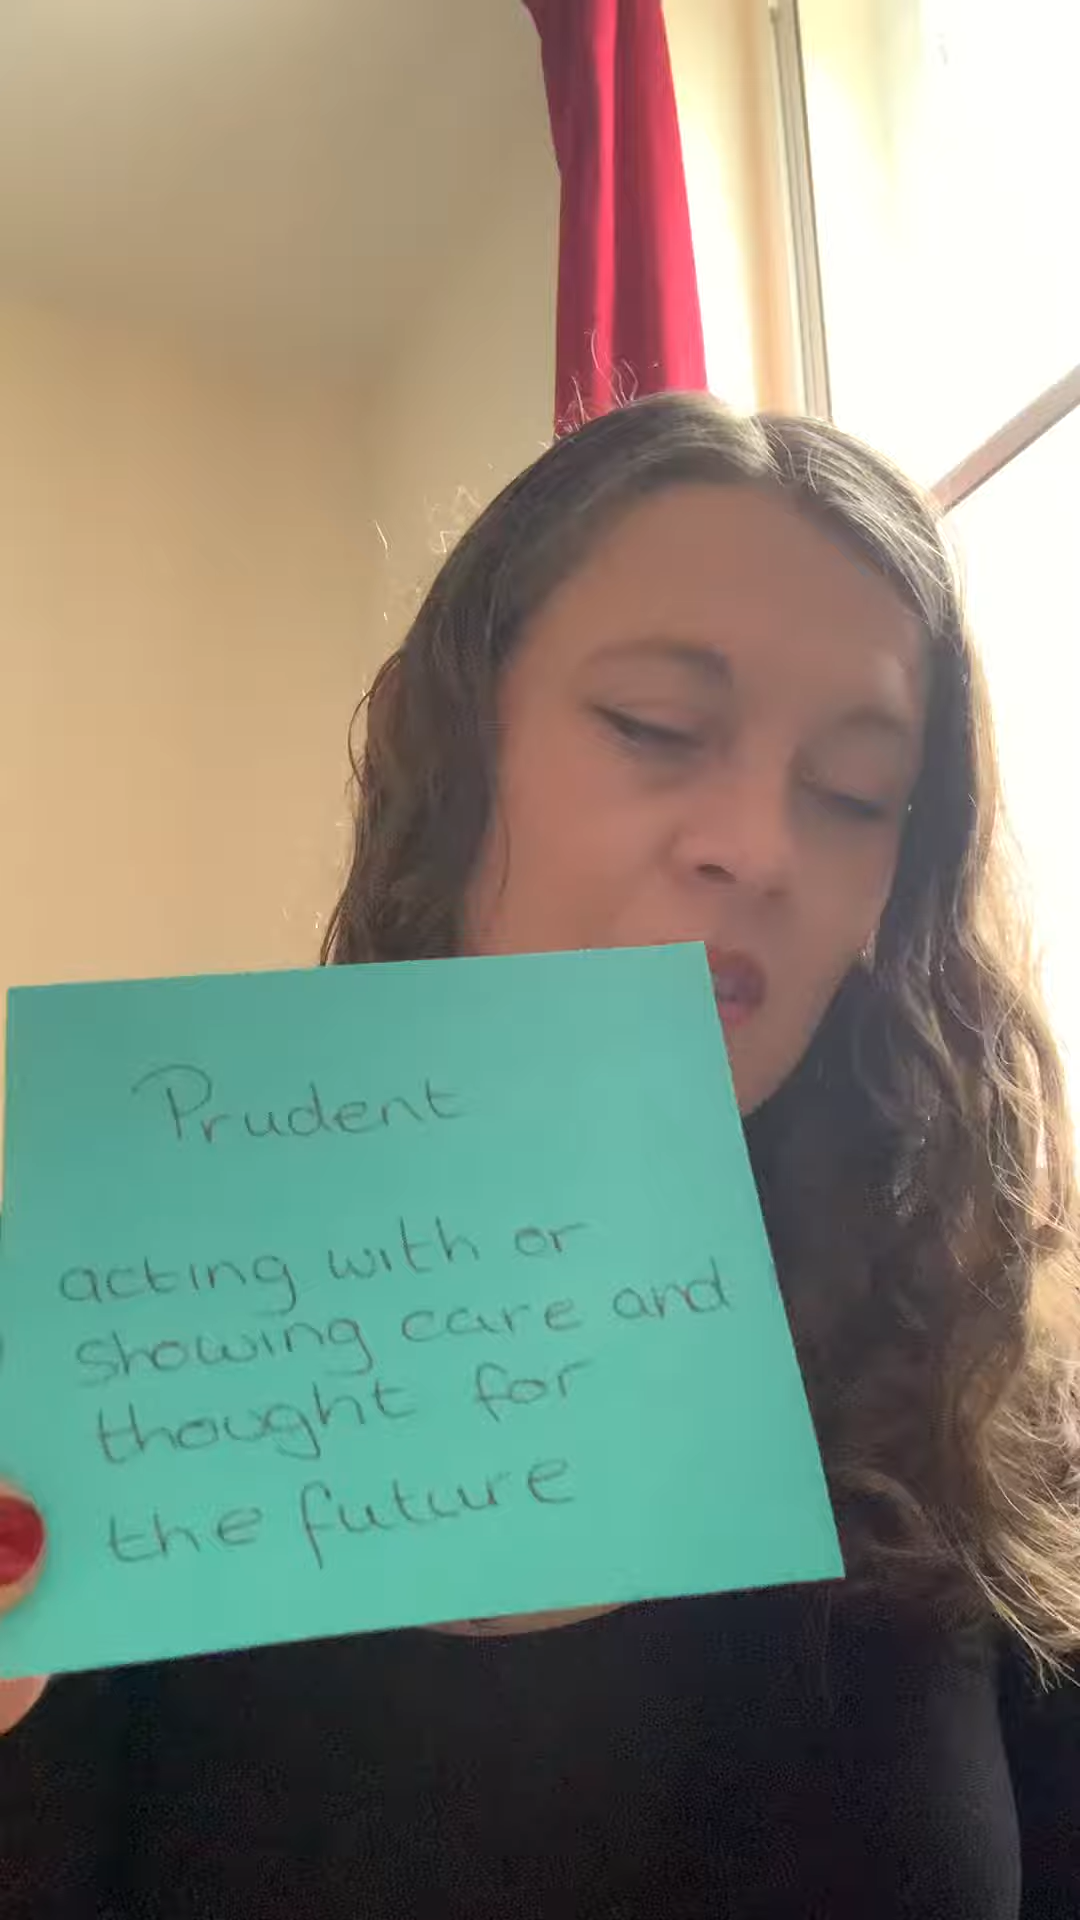 Prudent
acting with or
showing care and
thought for
the future